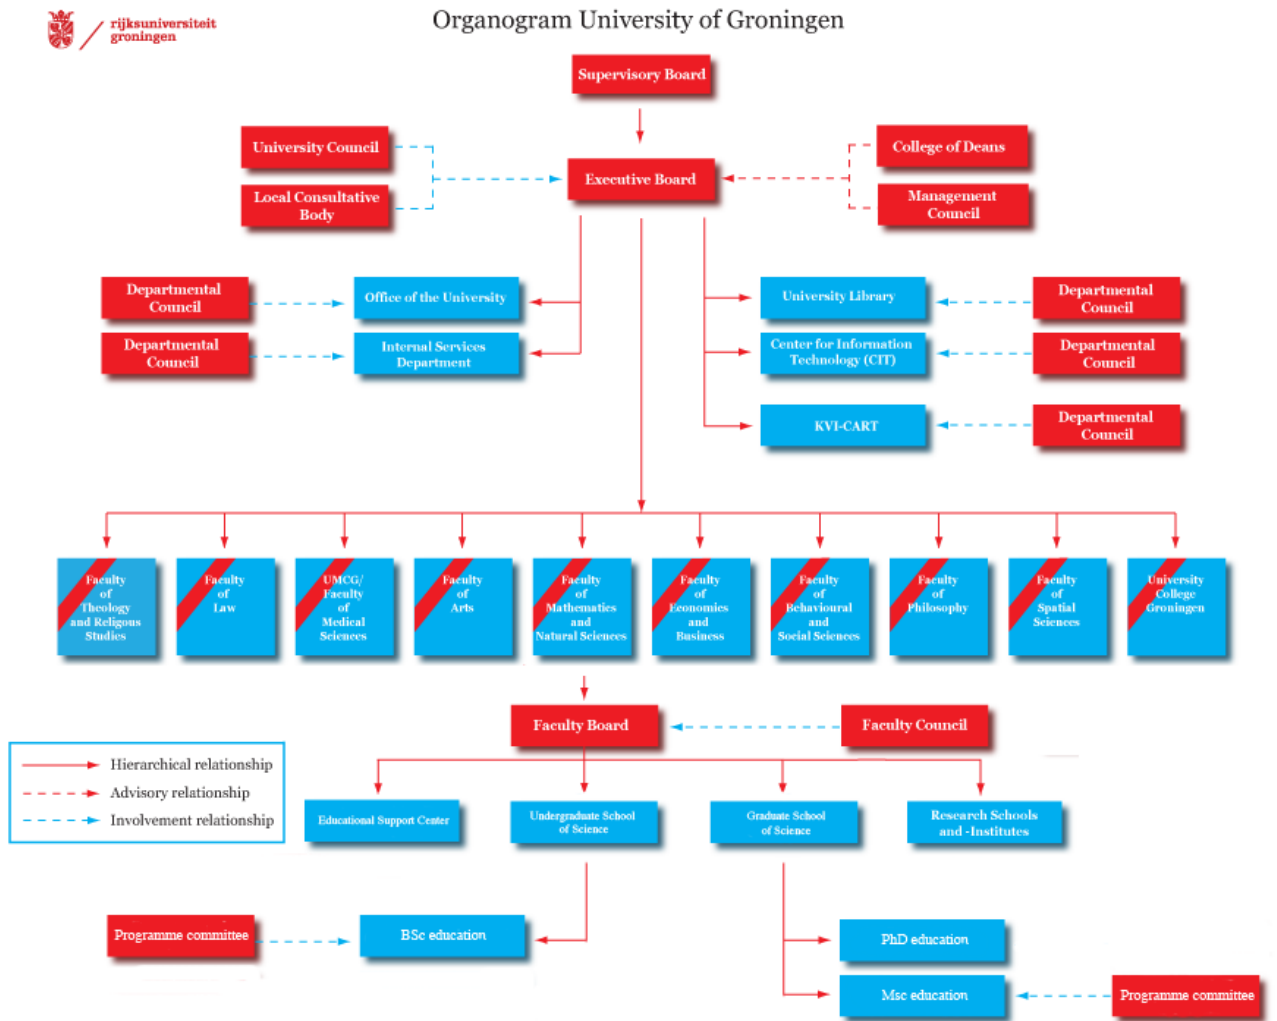 rijksuniversiteit
groningen
Organogram University of Groningen
Supervisory Board
University Council
College of Deans
Executive Board
Local Consultative
Body
Management
Council
Departmental
Council
Office of the University
University Library
Departmental
Council
Departmental
Council
Internal Services
Department
Center for Information
Technology (CIT)
Departmental
Council
KVI-CART
Departmental
Council
Faculty
of
Theology
and Religous
Studies
Faculty
of
Law
UMCG/
Faculty
of
Medical
Sciences
Faculty
of
Arts
Faculty
of
Mathematics
and
Natural Sciences
Faculty
of
Economics
and
Business
Faculty
of
Behavioural
and
Social Sciences
Faculty
of
Philosophy
Faculty
of
Spatial
Sciences
University
College
Groningen
Faculty Board
Faculty Council
Hierarchical relationship
Advisory relationship
Involvement relationship
Educational Support Center
Undergraduate School
of Science
Graduate School
of Science
Research Schools
and -Institutes
Programme committee
BSc education
PhD education
Msc education
Programme committee